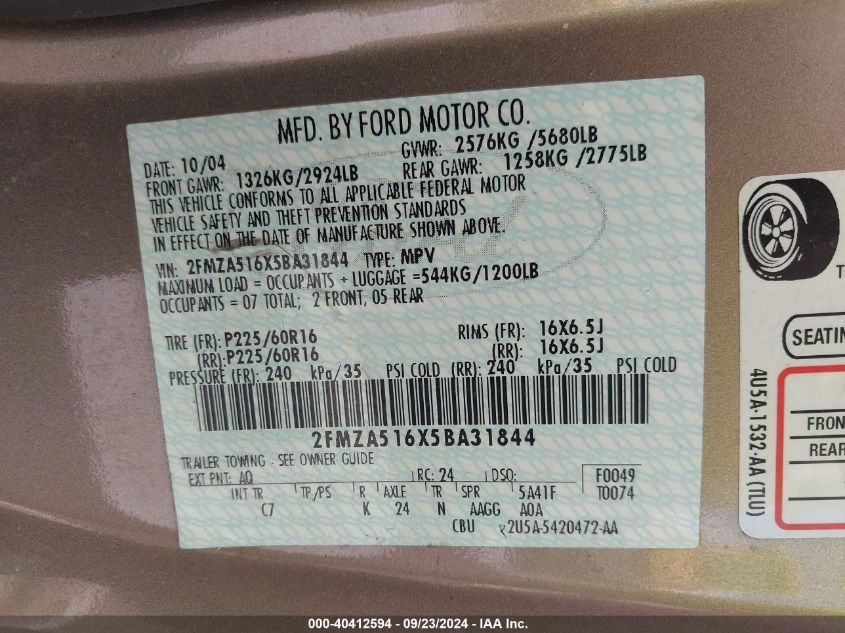 MFD. BY FORD MOTOR CO.
DATE: 10/04 GVWR: 2576KG /5680LB
FRONT GAWR: 1326KG/2924LB REAR GAWR: 1258KG /2775LB
THIS VEHICLE CONFORMS TO ALL APPLICABLE FEDERAL MOTOR
VEHICLE SAFETY AND THEFT PREVENTION STANDARDS
IN EFFECT ON THE DATE OF MANUFACTURE SHOWN ABOVE.
VIN: 2FMZA516X5BA31844 TYPE: MPV
MAXIMUM LOAD = OCCUPANTS + LUGGAGE =544KG/1200LB
OCCUPANTS = 07 TOTAL; 2 FRONT, 05 REAR
TIRE (FR): P225/60R16 RIMS (FR): 16X6.5J
(RR): P225/60R16 (RR): 16X6.5J
PRESSURE (FR): 240 kPa/35 PSI COLD (RR): 240 kPa/35 PSI COLD
2FMZA516X5BA31844
TRAILER TOWING - SEE OWNER GUIDE
EXT PNT: AQ RC: 24 DSO: F0049
INT TR TP/PS R AXLE TR SPR 5A41F T0074
C7 K 24 N AAGG A0A
CBU 2U5A-5420472-AA
SEATIN
FRON
REAR
4U5A-1532-AA (TLU)
000-40412594 - 09/23/2024 - IAA Inc.